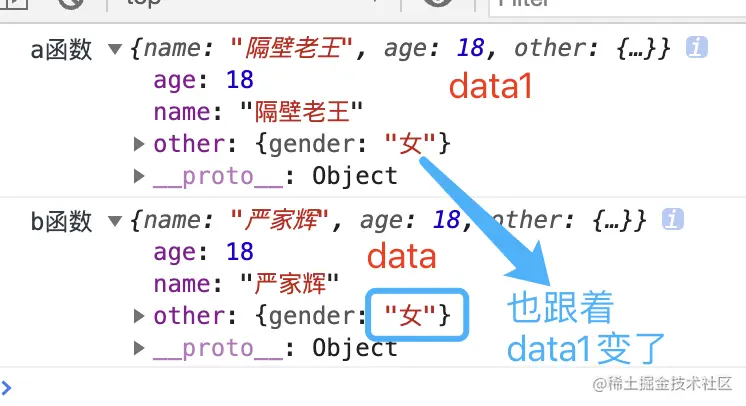 top
Filter
a函数 ▼{name: "隔壁老王", age: 18, other: {…}} i
age: 18
data1
name: "隔壁老王"
▶ other: {gender: "女"}
▶ __proto__: Object
b函数 ▼{name: "严家辉", age: 18, other: {…}} i
age: 18
data
name: "严家辉"
▶ other: {gender: "女"}
也跟着
data1变了
▶ __proto__: Object
>
@稀土掘金技术社区